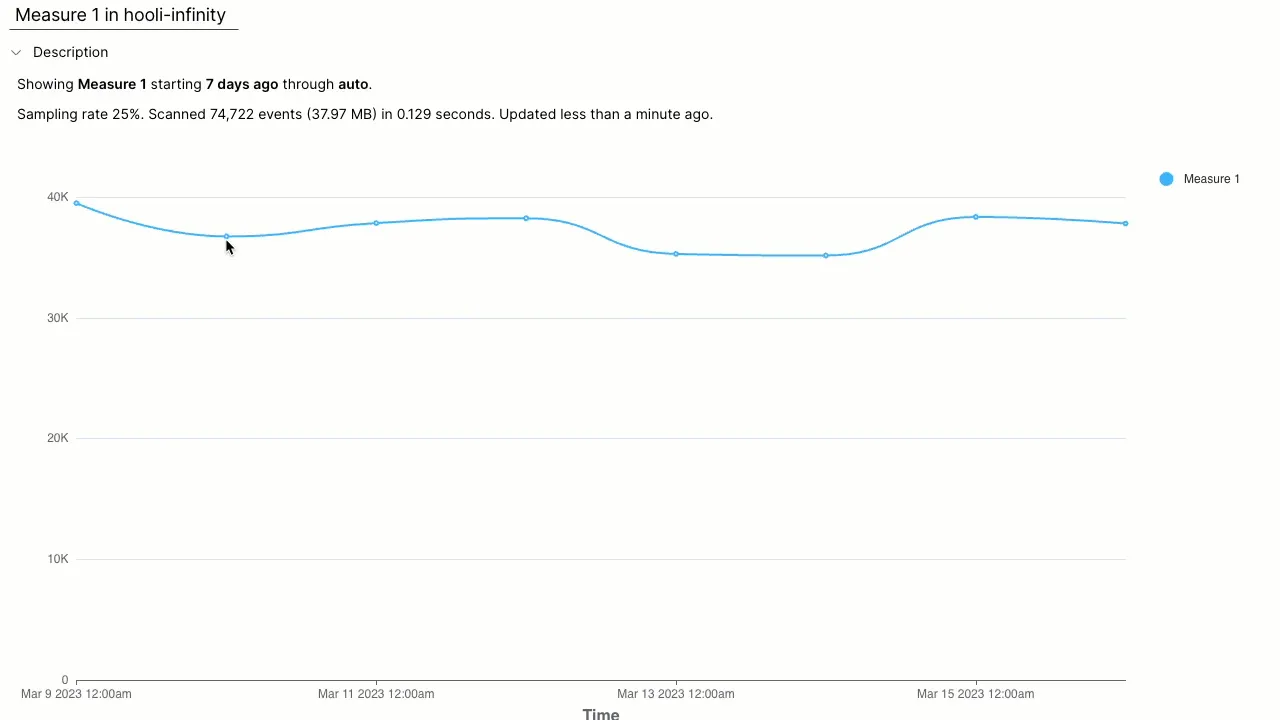 Measure 1 in hooli-infinity
Description
Showing Measure 1 starting 7 days ago through auto.
Sampling rate 25%. Scanned 74,722 events (37.97 MB) in 0.129 seconds. Updated less than a minute ago.
Measure 1
40K
30K
20K
10K
0
Mar 9 2023 12:00am Mar 11 2023 12:00am Mar 13 2023 12:00am Mar 15 2023 12:00am
Time